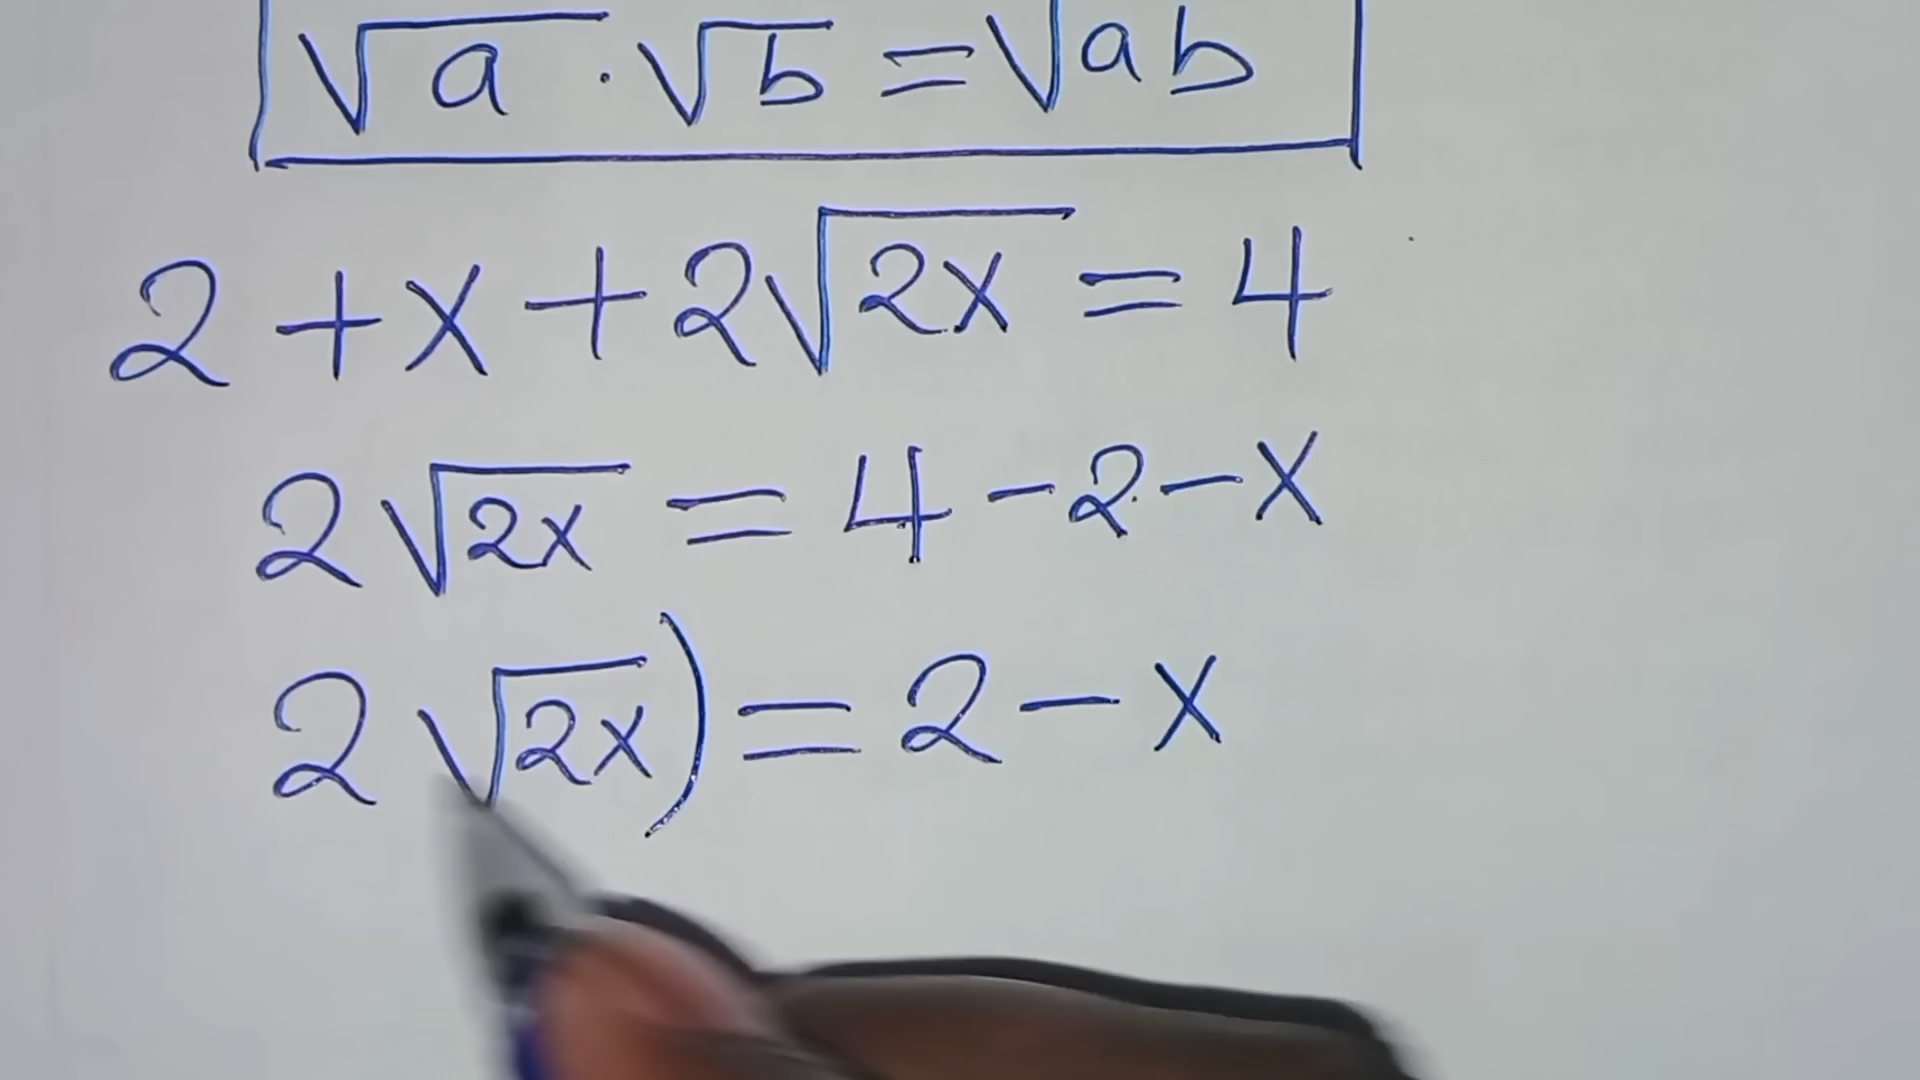 √a · √b = √ab
2 + x + 2√2x = 4
2√2x = 4 - 2 - x
2√2x) = 2 - x